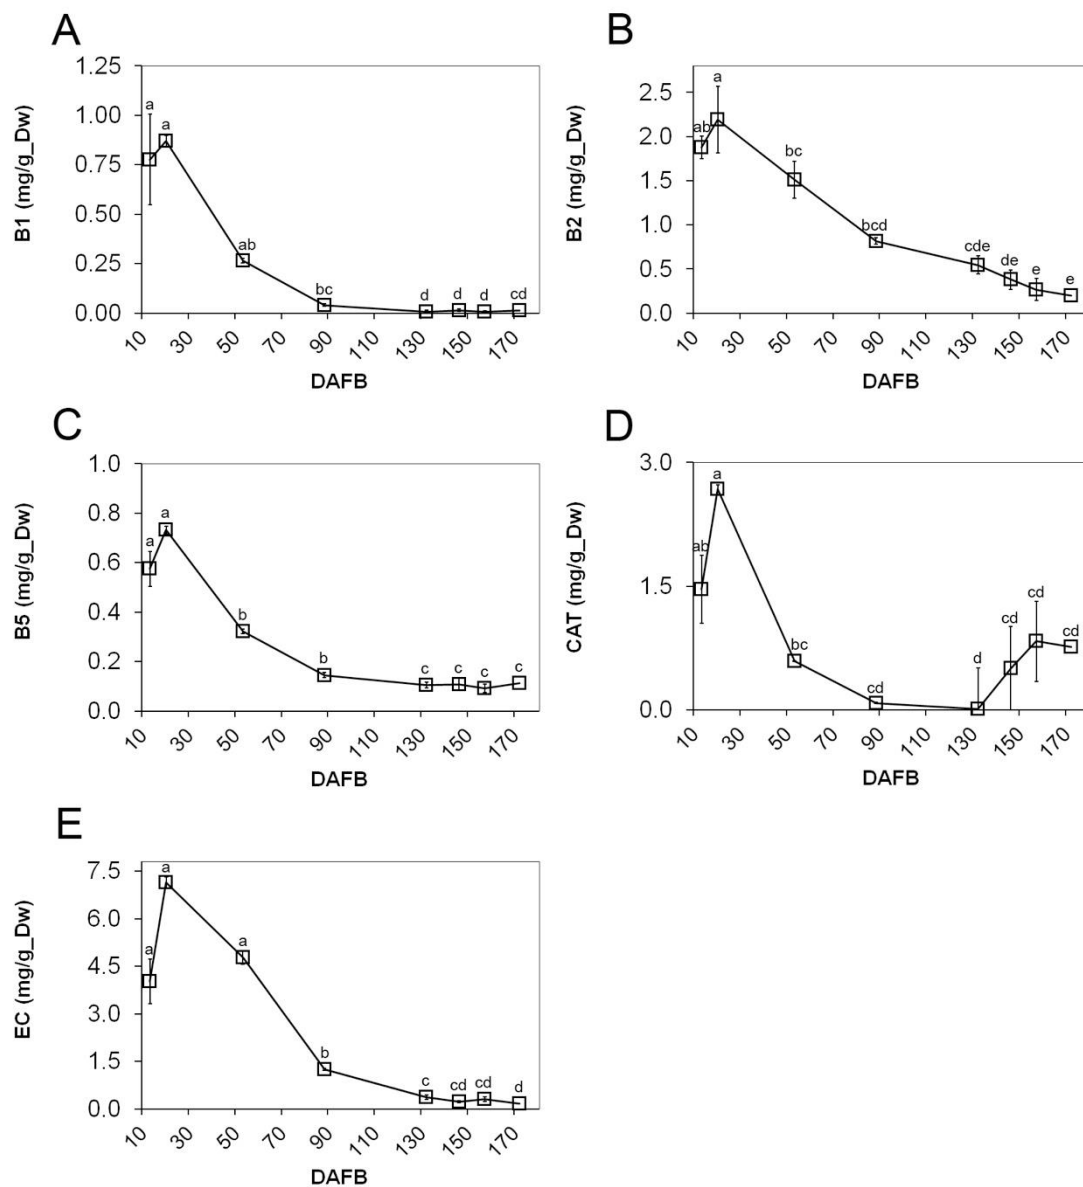 A
B1 (mg/g_Dw)
1.25
1.00
0.75
0.50
0.25
0.00
a
a
ab
bc
d
d
d
cd
10 30 50 70 90 110 130 150 170
DAFB
B
B2 (mg/g_Dw)
2.5
2.0
1.5
1.0
0.5
0.0
ab
a
bc
bcd
cde
de
e
e
10 30 50 70 90 110 130 150 170
DAFB
C
B5 (mg/g_Dw)
1.0
0.8
0.6
0.4
0.2
0.0
a
a
b
b
c
c
c
c
10 30 50 70 90 110 130 150 170
DAFB
D
CAT (mg/g_Dw)
3.0
1.5
0.0
ab
a
bc
cd
d
cd
cd
cd
10 30 50 70 90 110 130 150 170
DAFB
E
EC (mg/g_Dw)
7.5
6.0
4.5
3.0
1.5
0.0
a
a
a
b
c
cd
cd
d
10 30 50 70 90 110 130 150 170
DAFB